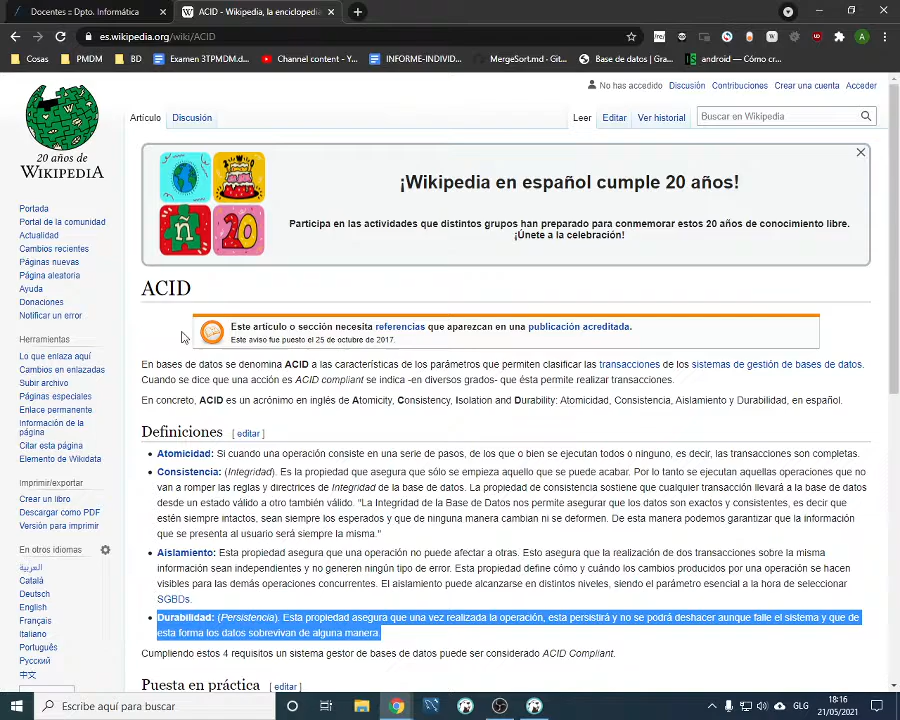 Docentes :: Dpto. Informática
ACID - Wikipedia, la enciclopedi
es.wikipedia.org/wiki/ACID
Cosas
PMDM
BD
Examen 3TPMDM.d...
Channel content - Y...
INFORME-INDIVID...
MergeSort.md - Git...
Base de datos | Gra...
android — Cómo cr...
No has accedido Discusión Contribuciones Crear una cuenta Acceder
Artículo Discusión Leer Editar Ver historial Buscar en Wikipedia
20 años de
WIKIPEDIA
¡Wikipedia en español cumple 20 años!
Participa en las actividades que distintos grupos han preparado para conmemorar estos 20 años de conocimiento libre.
¡Únete a la celebración!
ñ 20
Portada
Portal de la comunidad
Actualidad
Cambios recientes
Páginas nuevas
Página aleatoria
Ayuda
Donaciones
Notificar un error
Herramientas
Lo que enlaza aquí
Cambios en enlazadas
Subir archivo
Páginas especiales
Enlace permanente
Información de la
página
Citar esta página
Elemento de Wikidata
Imprimir/exportar
Crear un libro
Descargar como PDF
Versión para imprimir
En otros idiomas
العربية
Català
Deutsch
English
Français
Italiano
Português
Русский
中文
ACID
Este artículo o sección necesita referencias que aparezcan en una publicación acreditada.
Este aviso fue puesto el 25 de octubre de 2017.
En bases de datos se denomina ACID a las características de los parámetros que permiten clasificar las transacciones de los sistemas de gestión de bases de datos.
Cuando se dice que una acción es ACID compliant se indica -en diversos grados- que ésta permite realizar transacciones.
En concreto, ACID es un acrónimo en inglés de Atomicity, Consistency, Isolation and Durability: Atomicidad, Consistencia, Aislamiento y Durabilidad, en español.
Definiciones [ editar ]
• Atomicidad: Si cuando una operación consiste en una serie de pasos, de los que o bien se ejecutan todos o ninguno, es decir, las transacciones son completas.
• Consistencia: (Integridad). Es la propiedad que asegura que sólo se empieza aquello que se puede acabar. Por lo tanto se ejecutan aquellas operaciones que no
van a romper las reglas y directrices de Integridad de la base de datos. La propiedad de consistencia sostiene que cualquier transacción llevará a la base de datos
desde un estado válido a otro también válido. "La Integridad de la Base de Datos nos permite asegurar que los datos son exactos y consistentes, es decir que
estén siempre intactos, sean siempre los esperados y que de ninguna manera cambian ni se deformen. De esta manera podemos garantizar que la información
que se presenta al usuario será siempre la misma."
• Aislamiento: Esta propiedad asegura que una operación no puede afectar a otras. Esto asegura que la realización de dos transacciones sobre la misma
información sean independientes y no generen ningún tipo de error. Esta propiedad define cómo y cuándo los cambios producidos por una operación se hacen
visibles para las demás operaciones concurrentes. El aislamiento puede alcanzarse en distintos niveles, siendo el parámetro esencial a la hora de seleccionar
SGBDs.
• Durabilidad: (Persistencia). Esta propiedad asegura que una vez realizada la operación, esta persistirá y no se podrá deshacer aunque falle el sistema y que de
esta forma los datos sobrevivan de alguna manera.
Cumpliendo estos 4 requisitos un sistema gestor de bases de datos puede ser considerado ACID Compliant.
Puesta en práctica [ editar ]
Escribe aquí para buscar
GLG
18:16
21/05/2021